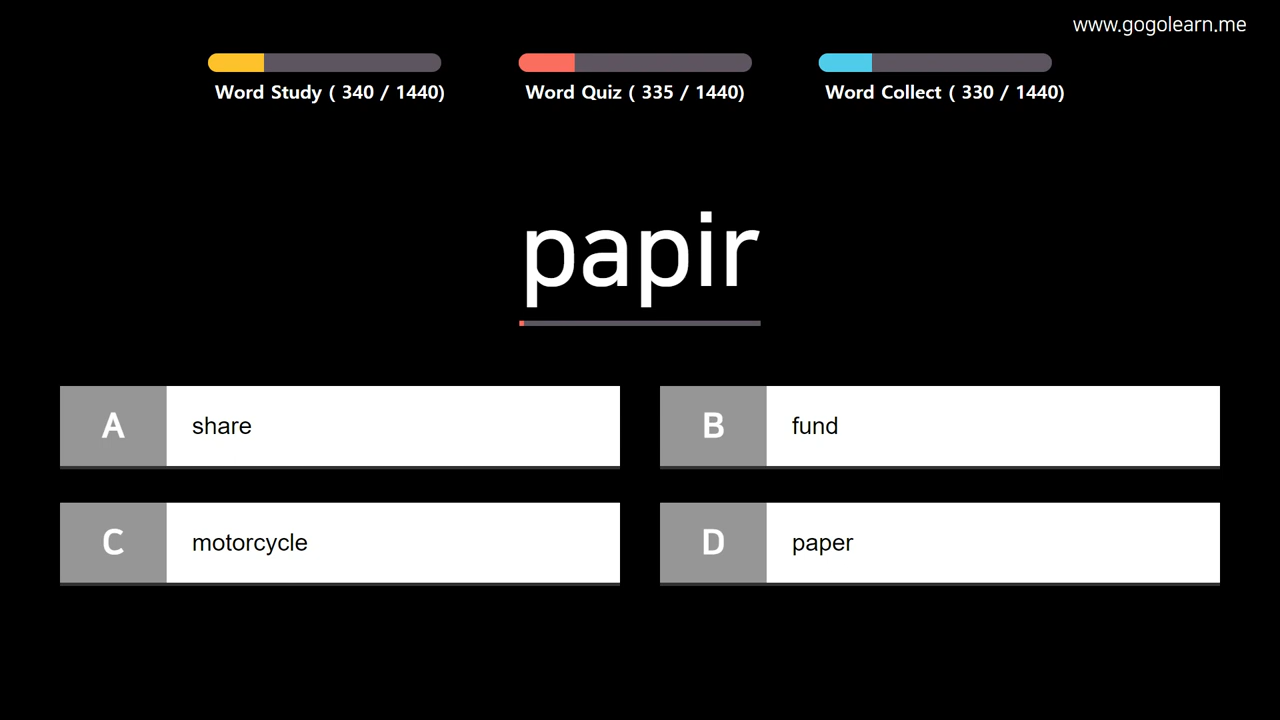 www.gogolearn.me
Word Study ( 340 / 1440)
Word Quiz ( 335 / 1440)
Word Collect ( 330 / 1440)
papir
A share
B fund
C motorcycle
D paper